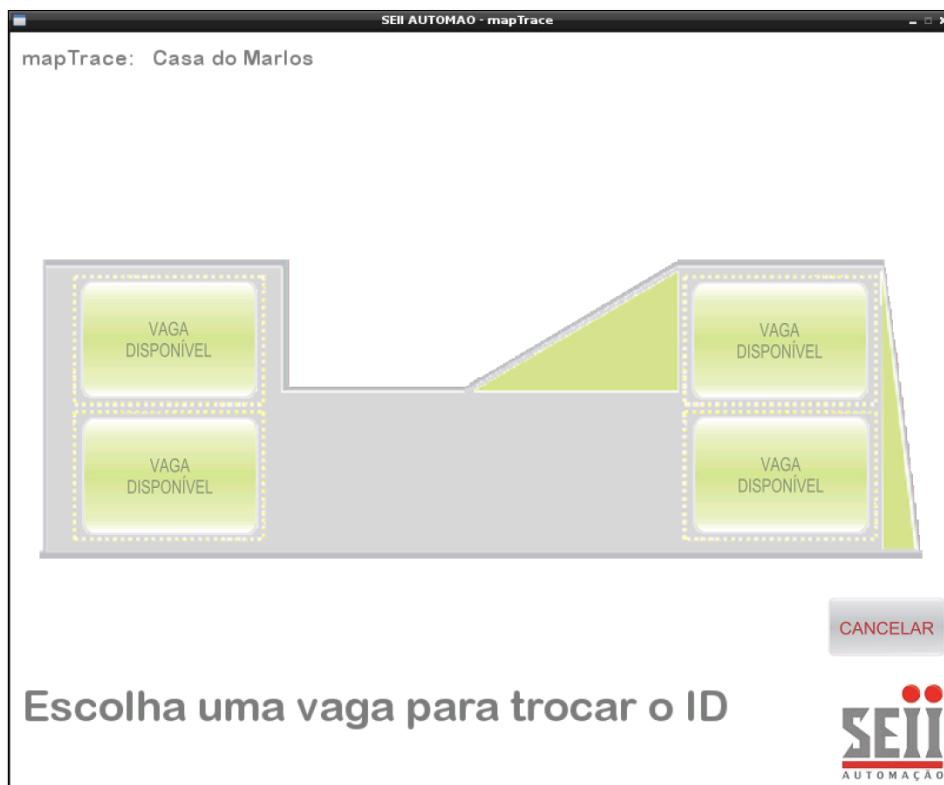 SEII AUTOMAO - mapTrace
mapTrace: Casa do Marlos
VAGA
DISPONÍVEL
VAGA
DISPONÍVEL
VAGA
DISPONÍVEL
VAGA
DISPONÍVEL
CANCELAR
Escolha uma vaga para trocar o ID
SEII
AUTOMAÇÃO